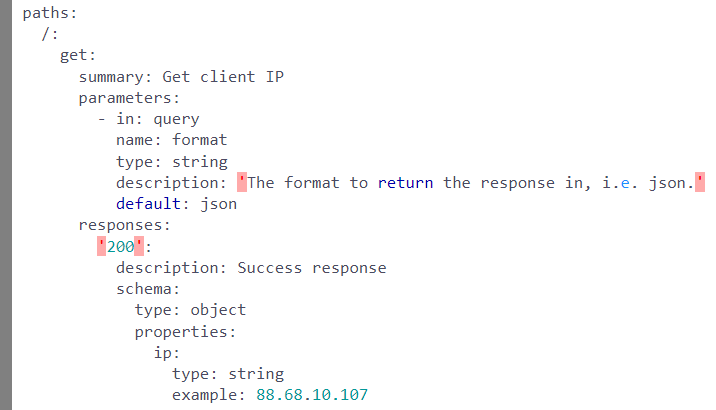 paths:
  /:
    get:
      summary: Get client IP
      parameters:
        - in: query
          name: format
          type: string
          description: 'The format to return the response in, i.e. json.'
          default: json
      responses:
        '200':
          description: Success response
          schema:
            type: object
            properties:
              ip:
                type: string
                example: 88.68.10.107